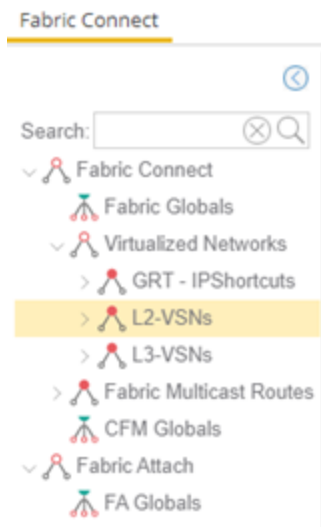 Fabric Connect
Search:
Fabric Connect
Fabric Globals
Virtualized Networks
GRT - IPShortcuts
L2-VSNs
L3-VSNs
Fabric Multicast Routes
CFM Globals
Fabric Attach
FA Globals